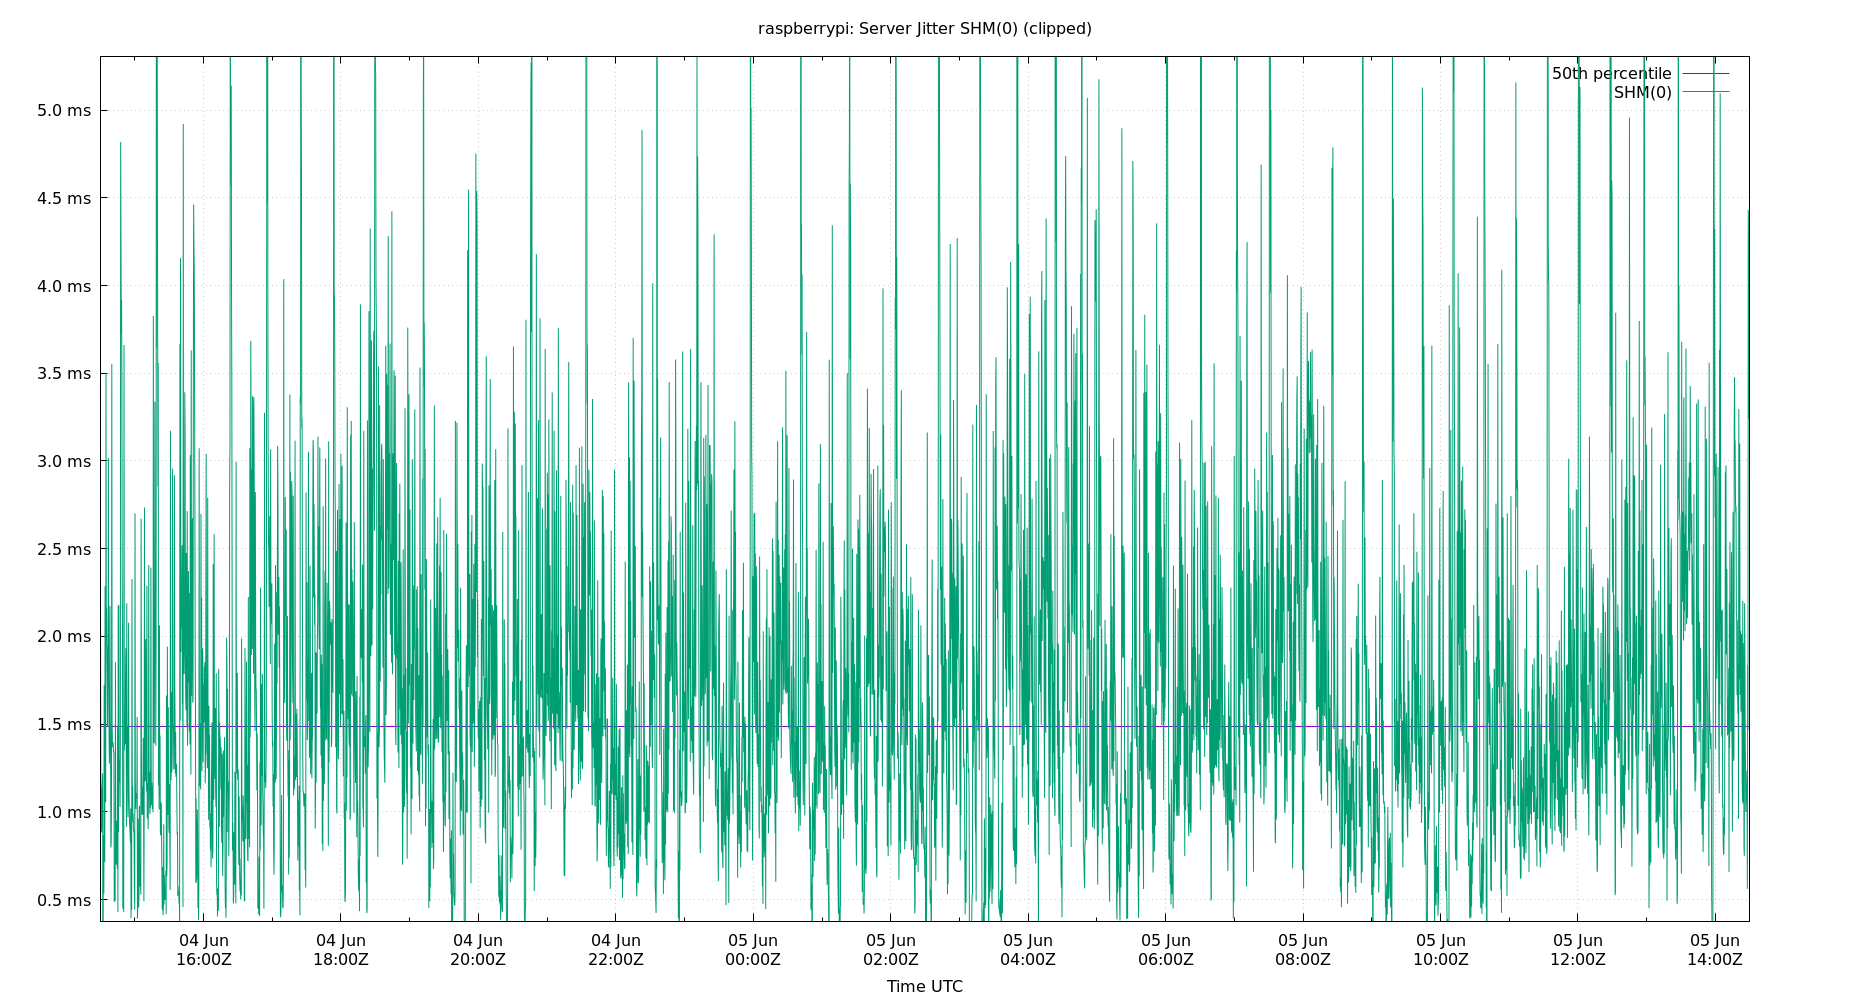 raspberrypi: Server Jitter SHM(0) (clipped)
50th percentile
SHM(0)
5.0 ms
4.5 ms
4.0 ms
3.5 ms
3.0 ms
2.5 ms
2.0 ms
1.5 ms
1.0 ms
0.5 ms
04 Jun 04 Jun 04 Jun 04 Jun 05 Jun 05 Jun 05 Jun 05 Jun 05 Jun 05 Jun 05 Jun 05 Jun
16:00Z 18:00Z 20:00Z 22:00Z 00:00Z 02:00Z 04:00Z 06:00Z 08:00Z 10:00Z 12:00Z 14:00Z
Time UTC